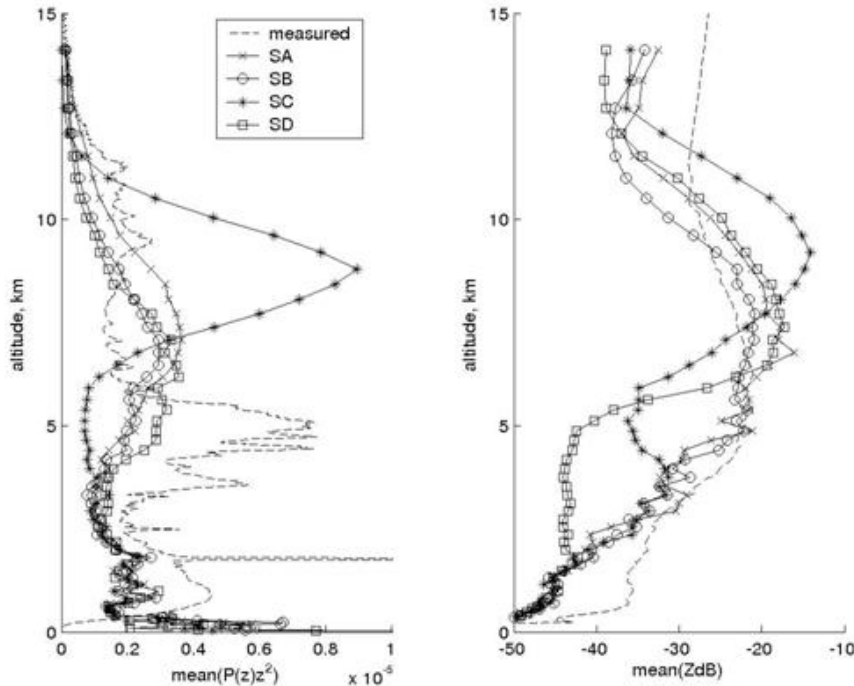 15
10
5
0
altitude, km
measured
SA
SB
SC
SD
0
0.2
0.4
0.6
0.8
1
mean(P(z)z²)
x 10⁻⁵
15
10
5
0
altitude, km
-50
-40
-30
-20
-10
mean(ZdB)